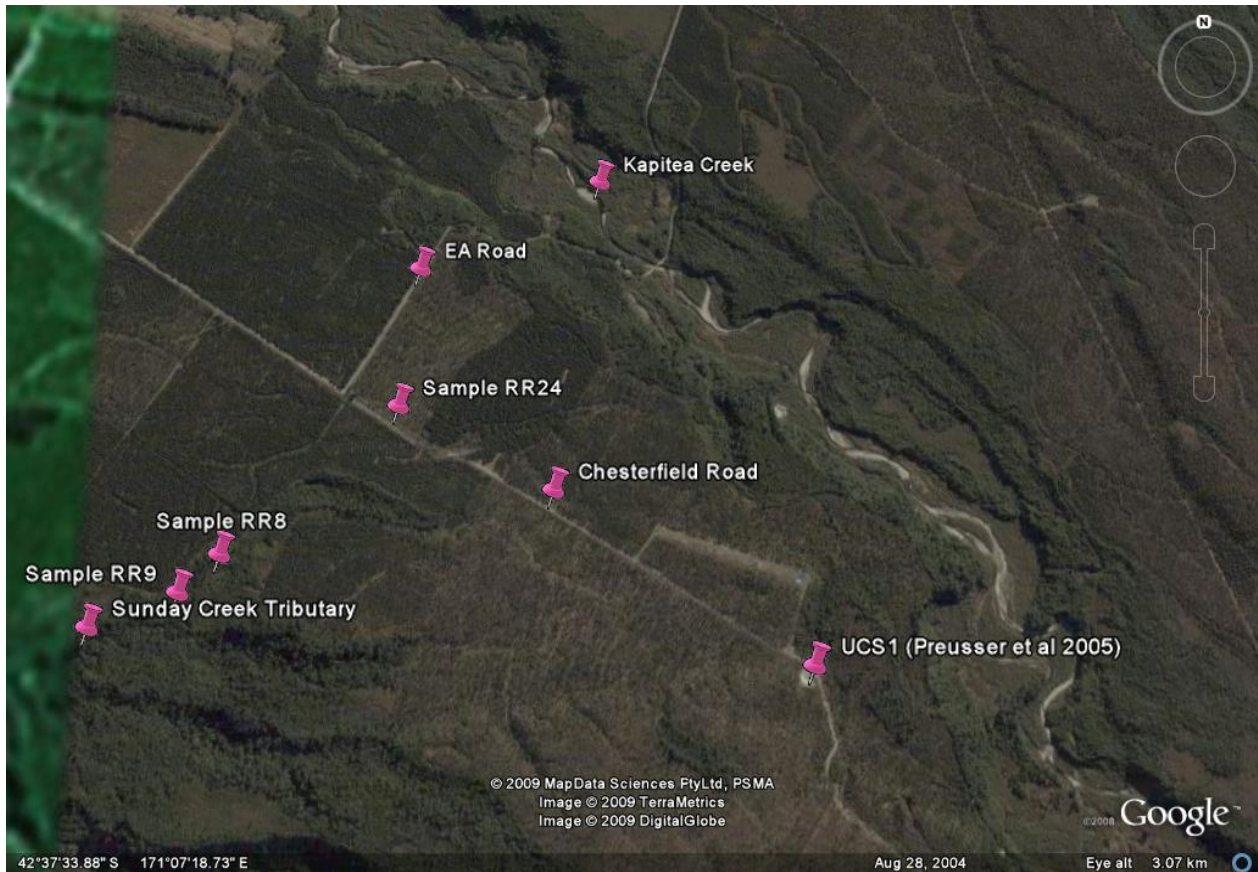 N
Kapitea Creek
EA Road
Sample RR24
Chesterfield Road
Sample RR8
Sample RR9
Sunday Creek Tributary
UCS1 (Preusser et al 2005)
© 2009 MapData Sciences PtyLtd, PSMA
Image © 2009 TerraMetrics
Image © 2009 DigitalGlobe
©2008 Google™
42°37'33.88" S 171°07'18.73" E Aug 28, 2004 Eye alt 3.07 km